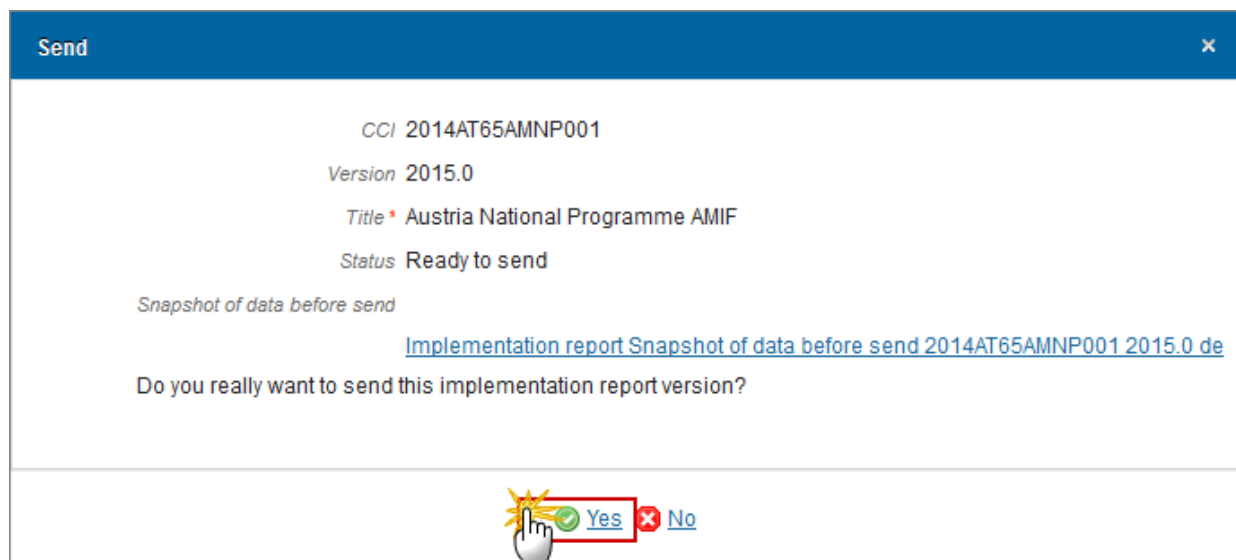 Send
CCI 2014AT65AMNP001
Version 2015.0
Title * Austria National Programme AMIF
Status Ready to send
Snapshot of data before send
Implementation report Snapshot of data before send 2014AT65AMNP001 2015.0 de
Do you really want to send this implementation report version?
Yes No